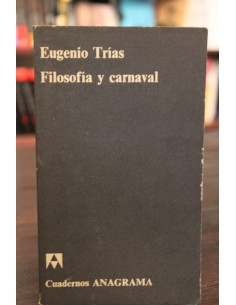 Eugenio Trías
Filosofía y carnaval
Cuadernos ANAGRAMA